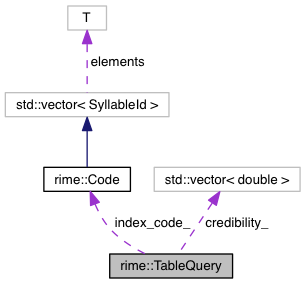 T
elements
std::vector< SyllableId >
rime::Code
std::vector< double >
index_code_
credibility_
rime::TableQuery